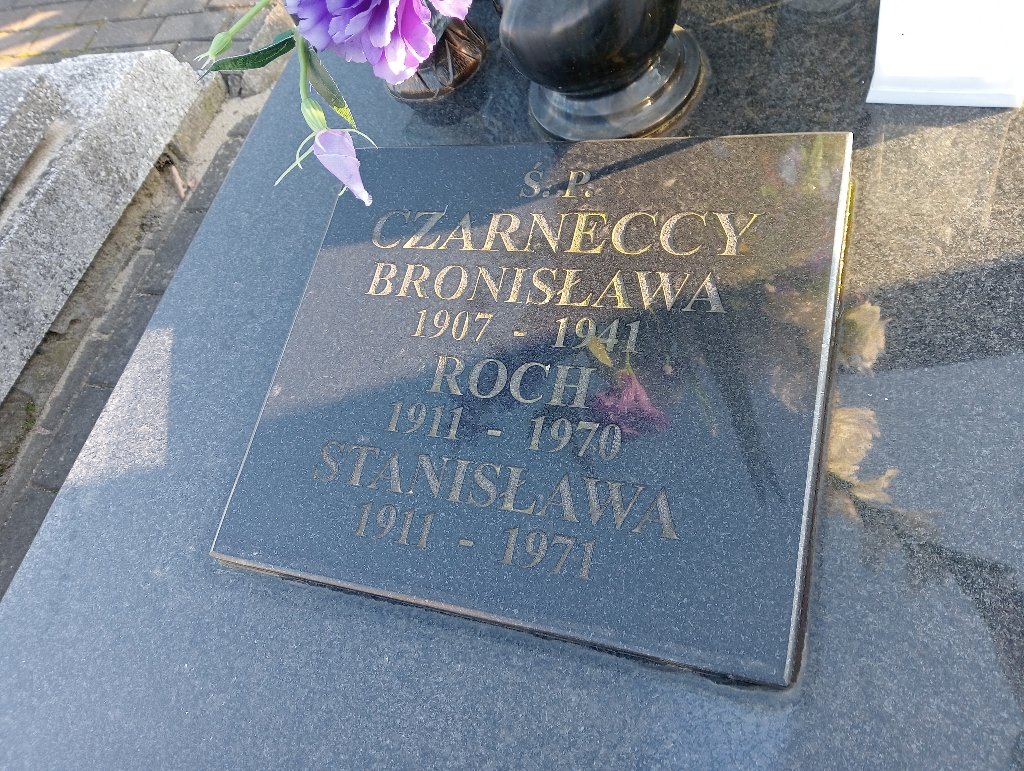 Ś. P.
CZARNECCY
BRONISŁAWA
1907 - 1941
ROCH
1911 - 1970
STANISŁAWA
1911 - 1971